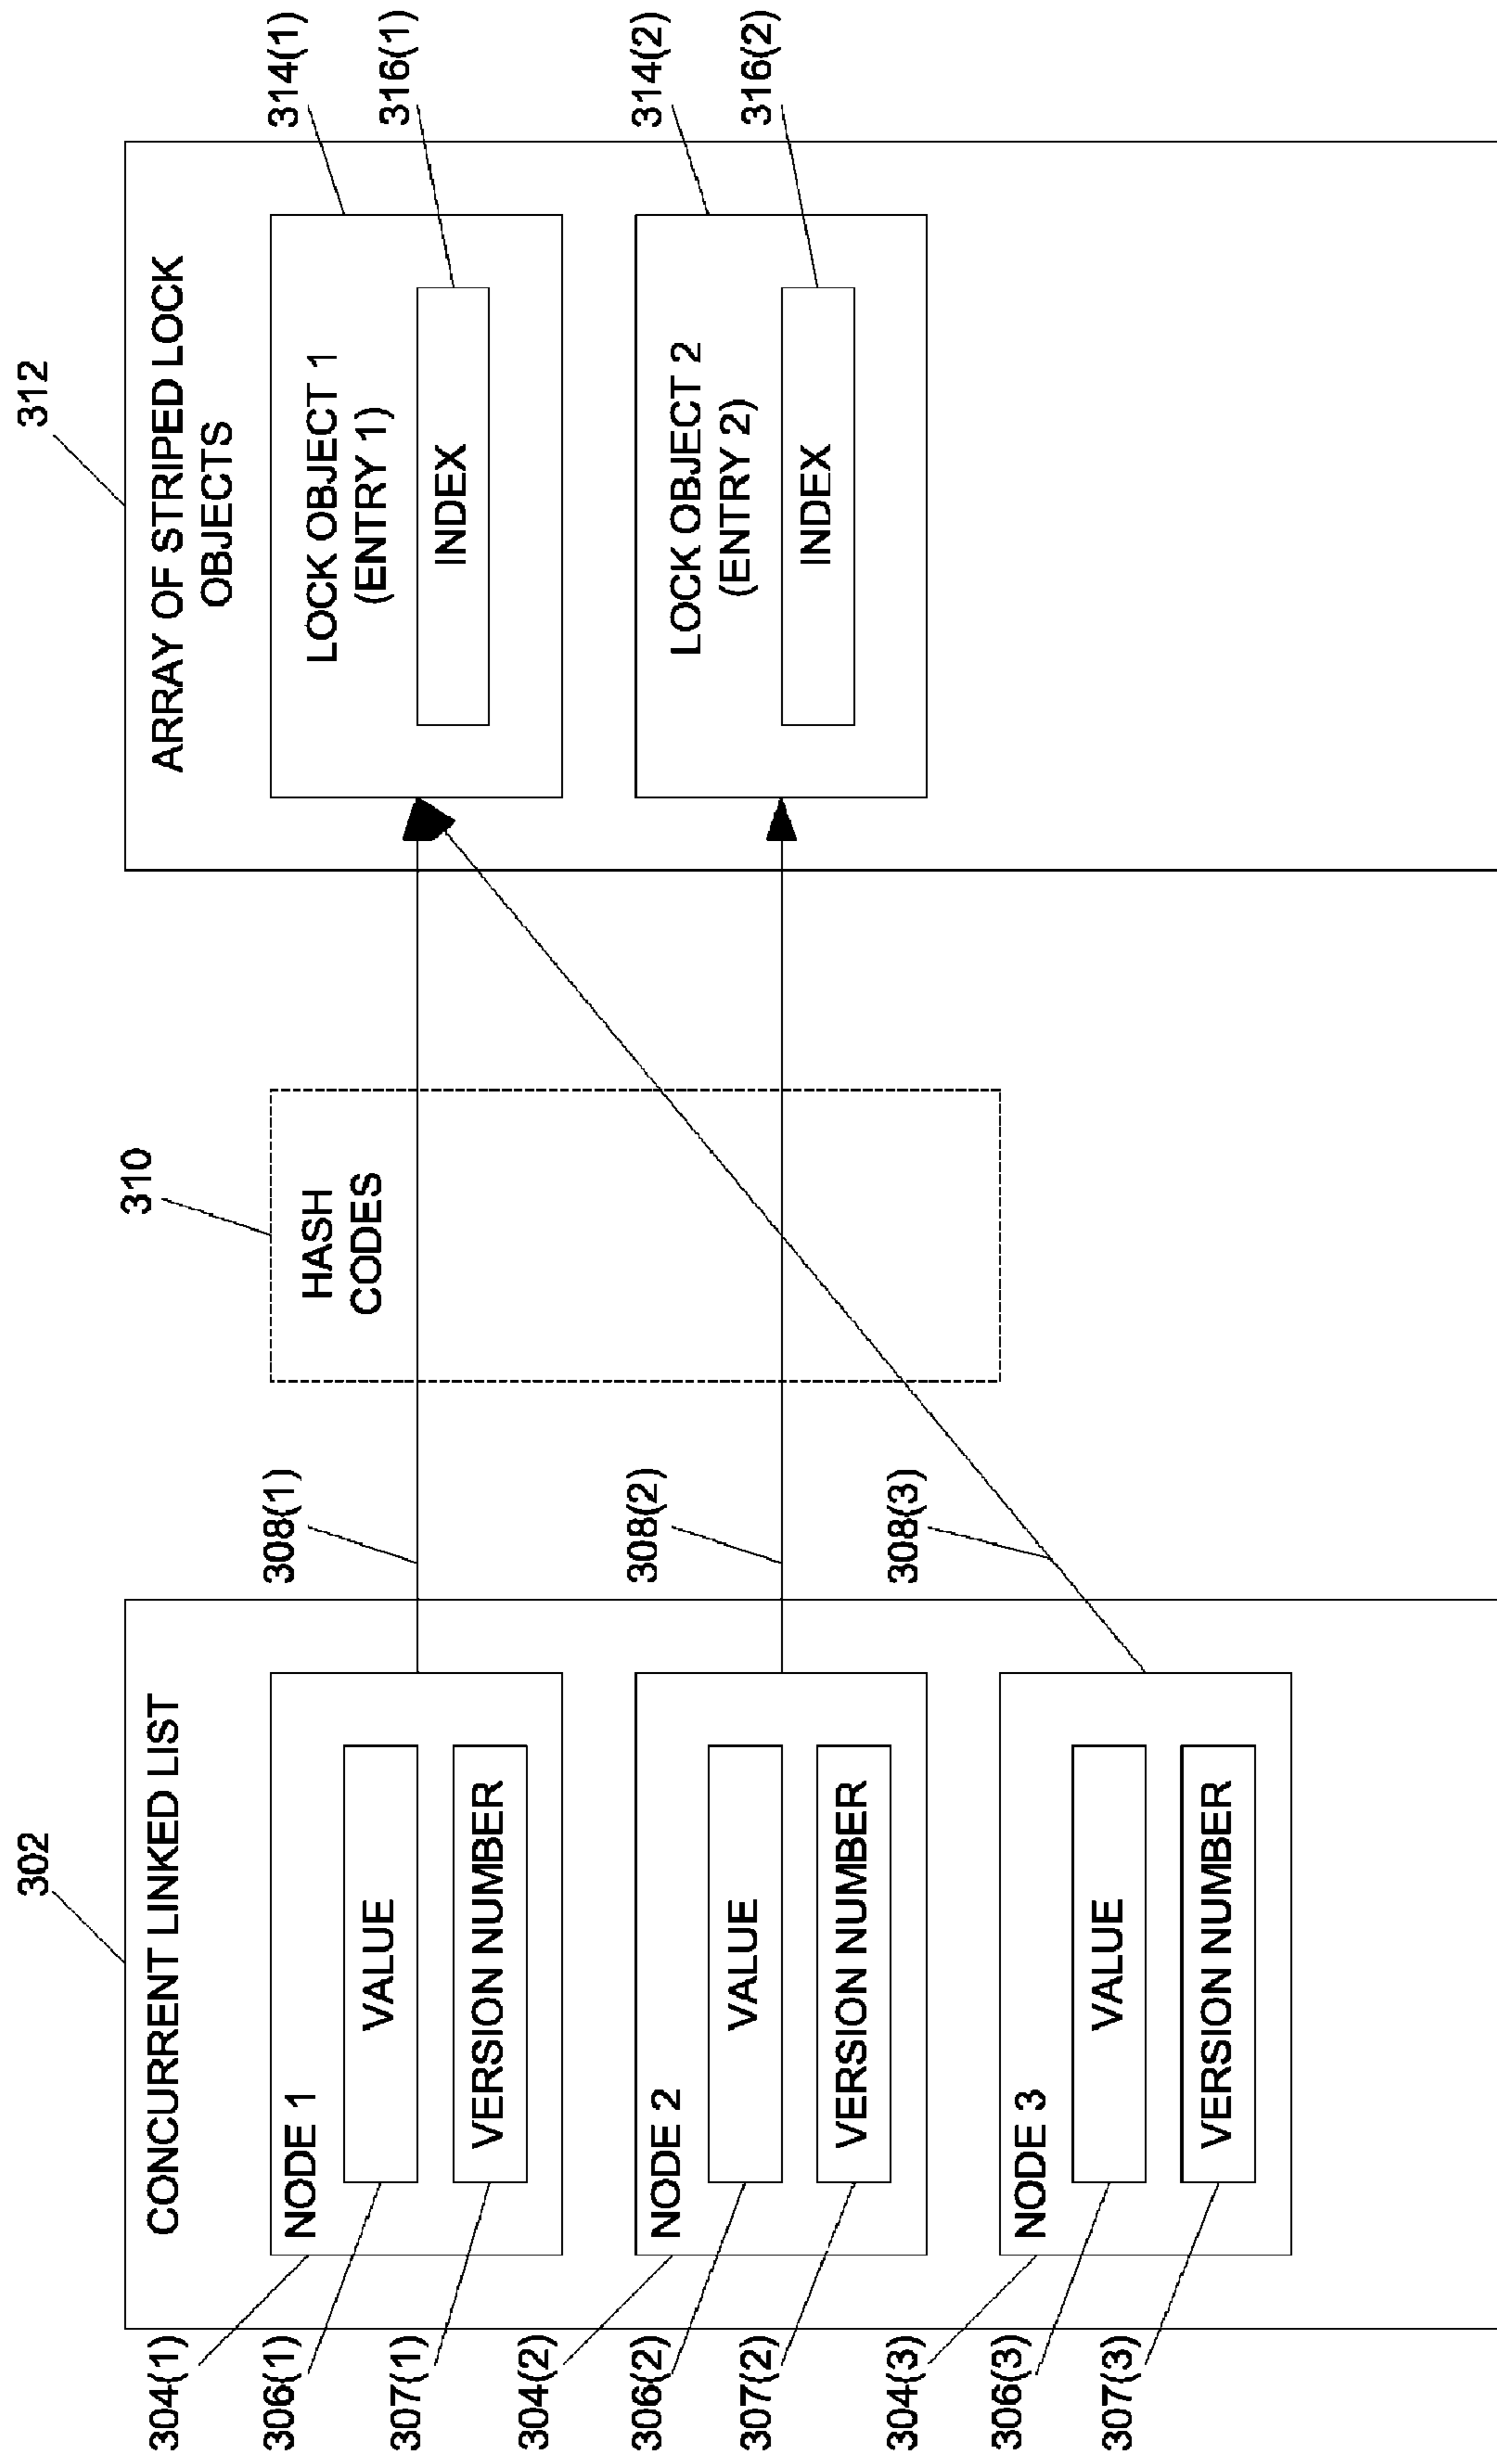 302
312
CONCURRENT LINKED LIST
ARRAY OF STRIPED LOCK
OBJECTS
310
304(1)
306(1)
307(1)
NODE 1
VALUE
VERSION NUMBER
308(1)
HASH
CODES
LOCK OBJECT 1
(ENTRY 1)
INDEX
314(1)
316(1)
304(2)
306(2)
307(2)
NODE 2
VALUE
VERSION NUMBER
308(2)
LOCK OBJECT 2
(ENTRY 2)
INDEX
314(2)
316(2)
304(3)
306(3)
307(3)
NODE 3
VALUE
VERSION NUMBER
308(3)